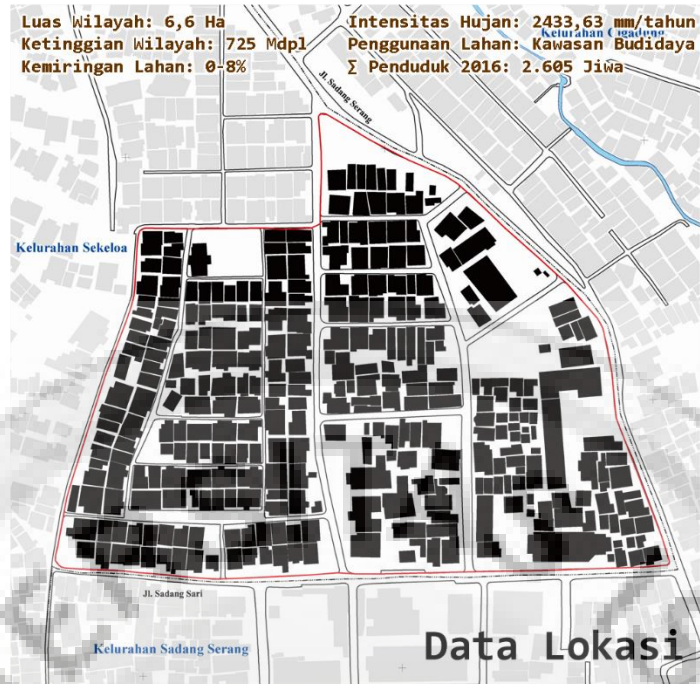 Luas Wilayah: 6,6 Ha
Ketinggian Wilayah: 725 Mdpl
Kemiringan Lahan: 0-8%
Intensitas Hujan: 2433,63 mm/tahun
Kelurahan Cigadung
Penggunaan Lahan: Kawasan Budidaya
∑ Penduduk 2016: 2.605 Jiwa
Jl. Sadang Serang
Kelurahan Sekeloa
Jl. Sadang Sari
Kelurahan Sadang Serang
Data Lokasi